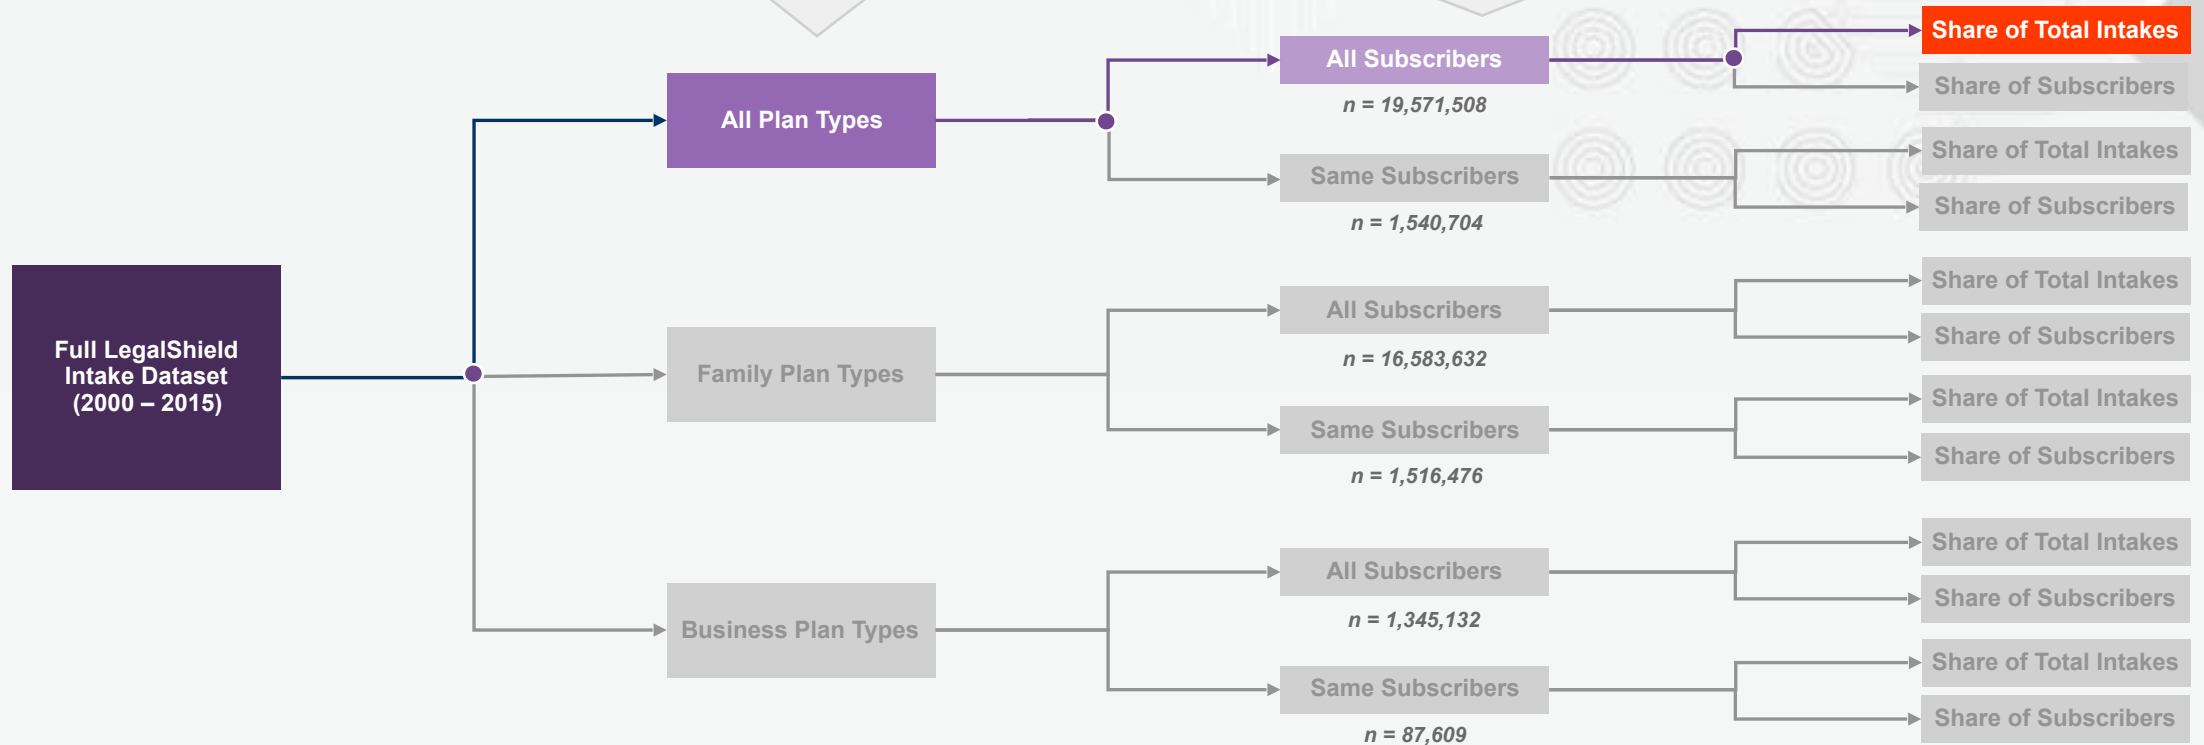 Full LegalShield
Intake Dataset
(2000 – 2015)
All Plan Types
All Subscribers
n = 19,571,508
Share of Total Intakes
Share of Subscribers
Same Subscribers
n = 1,540,704
Share of Total Intakes
Share of Subscribers
Family Plan Types
All Subscribers
n = 16,583,632
Share of Total Intakes
Share of Subscribers
Same Subscribers
n = 1,516,476
Share of Total Intakes
Share of Subscribers
Business Plan Types
All Subscribers
n = 1,345,132
Share of Total Intakes
Share of Subscribers
Same Subscribers
n = 87,609
Share of Total Intakes
Share of Subscribers